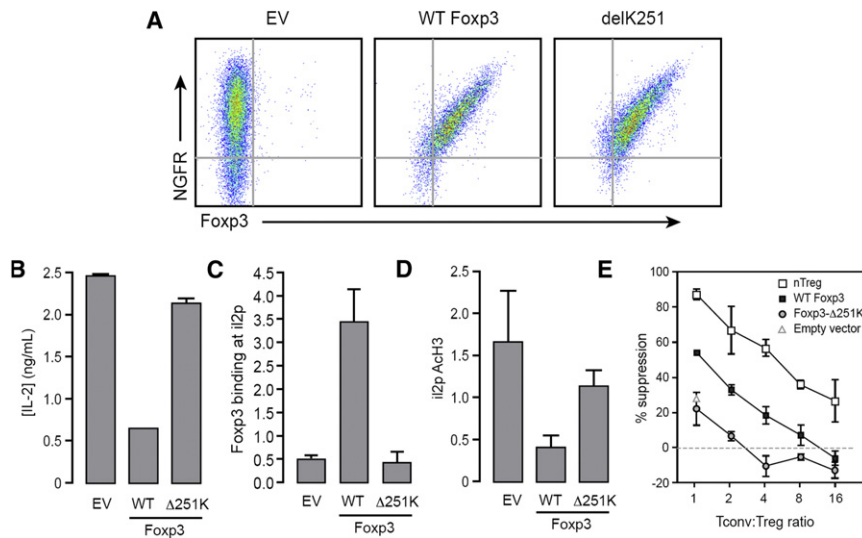 A
EV
WT Foxp3
delK251
NGFR
Foxp3
B
[IL-2] (ng/mL)
2.5
2.0
1.5
1.0
0.5
0
EV
WT
Δ251K
Foxp3
C
Foxp3 binding at il2p
4.5
4.0
3.5
3.0
2.5
2.0
1.5
1.0
0.5
0.0
EV
WT
Δ251K
Foxp3
D
il2p AcH3
2.5
2.0
1.5
1.0
0.5
0
EV
WT
Δ251K
Foxp3
E
nTreg
WT Foxp3
Foxp3-Δ251K
Empty vector
% suppression
100
80
60
40
20
0
-20
1 2 4 8 16
Tconv:Treg ratio